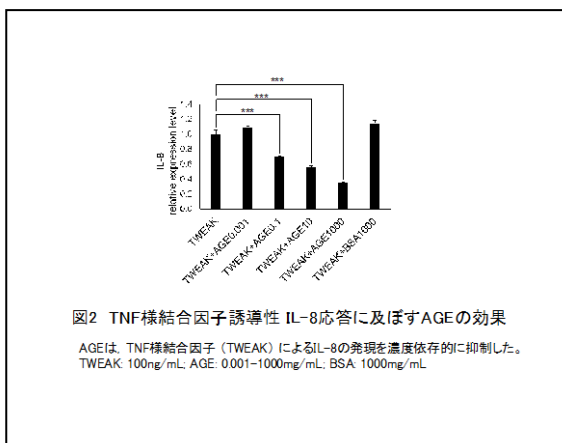 ***
***
***
1.4
1.2
1.0
0.8
0.6
0.4
0.2
0.0
IL-8
relative expression level
TWEAK
TWEAK+AGE0.001
TWEAK+AGE0.1
TWEAK+AGE10
TWEAK+AGE1000
TWEAK+BSA1000
図2 TNF様結合因子誘導性 IL-8応答に及ぼすAGEの効果
AGEは, TNF様結合因子 (TWEAK) によるIL-8の発現を濃度依存的に抑制した。
TWEAK: 100ng/mL; AGE: 0.001-1000mg/mL; BSA: 1000mg/mL